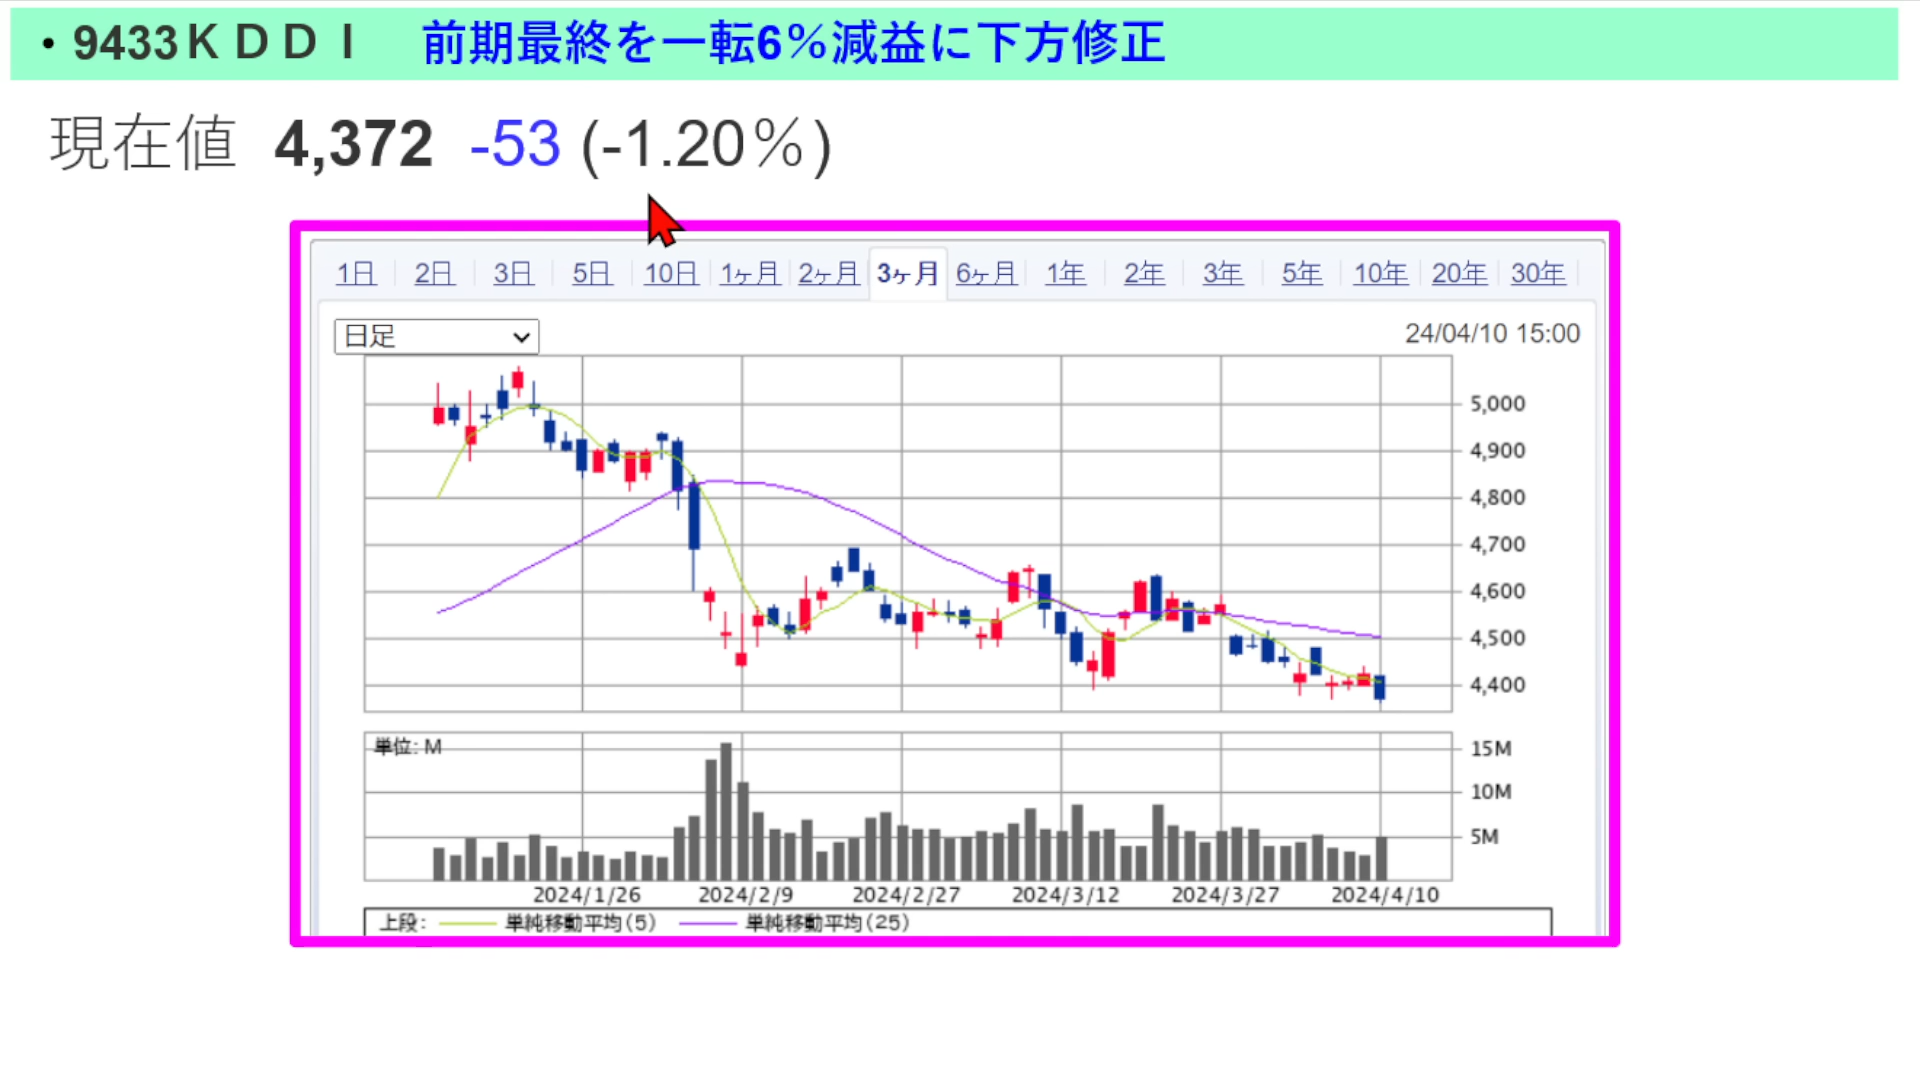 ・9433ＫＤＤＩ　前期最終を一転6％減益に下方修正
現在値 4,372 -53 (-1.20％)
1日 2日 3日 5日 10日 1ヶ月 2ヶ月 3ヶ月 6ヶ月 1年 2年 3年 5年 10年 20年 30年
日足 24/04/10 15:00
5,000
4,900
4,800
4,700
4,600
4,500
4,400
単位: M
15M
10M
5M
2024/1/26 2024/2/9 2024/2/27 2024/3/12 2024/3/27 2024/4/10
上段: 単純移動平均(5) 単純移動平均(25)